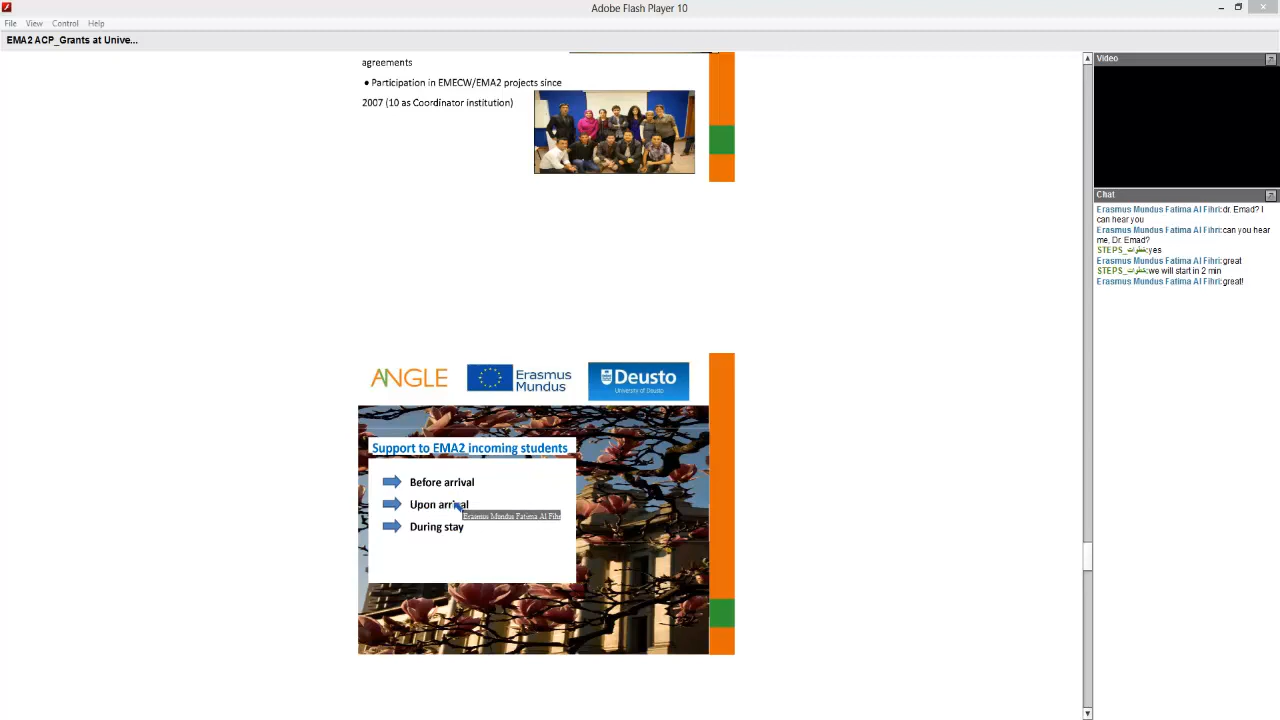 Adobe Flash Player 10
File View Control Help
EMA2 ACP_Grants at Unive...
agreements
• Participation in EMECW/EMA2 projects since
2007 (10 as Coordinator institution)
ANGLE
Erasmus
Mundus
Deusto
University of Deusto
Support to EMA2 incoming students
Before arrival
Upon arrival
During stay
Erasmus Mundus Fatima Al Fihr
Video
Chat
Erasmus Mundus Fatima Al Fihri:dr. Emad? I
can hear you
Erasmus Mundus Fatima Al Fihri:can you hear
me, Dr. Emad?
STEPS_خطوات:yes
Erasmus Mundus Fatima Al Fihri:great
STEPS_خطوات:we will start in 2 min
Erasmus Mundus Fatima Al Fihri:great!